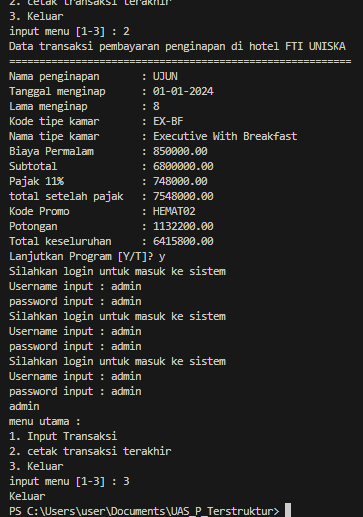 2. cetak transaksi terakhir
3. Keluar
input menu [1-3] : 2
Data transaksi pembayaran penginapan di hotel FTI UNISKA
=========================================================
Nama penginapan : UJUN
Tanggal menginap : 01-01-2024
Lama menginap : 8
Kode tipe kamar : EX-BF
Nama tipe kamar : Executive With Breakfast
Biaya Permalam : 850000.00
Subtotal : 6800000.00
Pajak 11% : 748000.00
total setelah pajak : 7548000.00
Kode Promo : HEMAT02
Potongan : 1132200.00
Total keseluruhan : 6415800.00
Lanjutkan Program [Y/T]? y
Silahkan login untuk masuk ke sistem
Username input : admin
password input : admin
Silahkan login untuk masuk ke sistem
Username input : admin
password input : admin
Silahkan login untuk masuk ke sistem
Username input : admin
password input : admin
admin
menu utama :
1. Input Transaksi
2. cetak transaksi terakhir
3. Keluar
input menu [1-3] : 3
Keluar
PS C:\Users\user\Documents\UAS_P_Terstruktur>